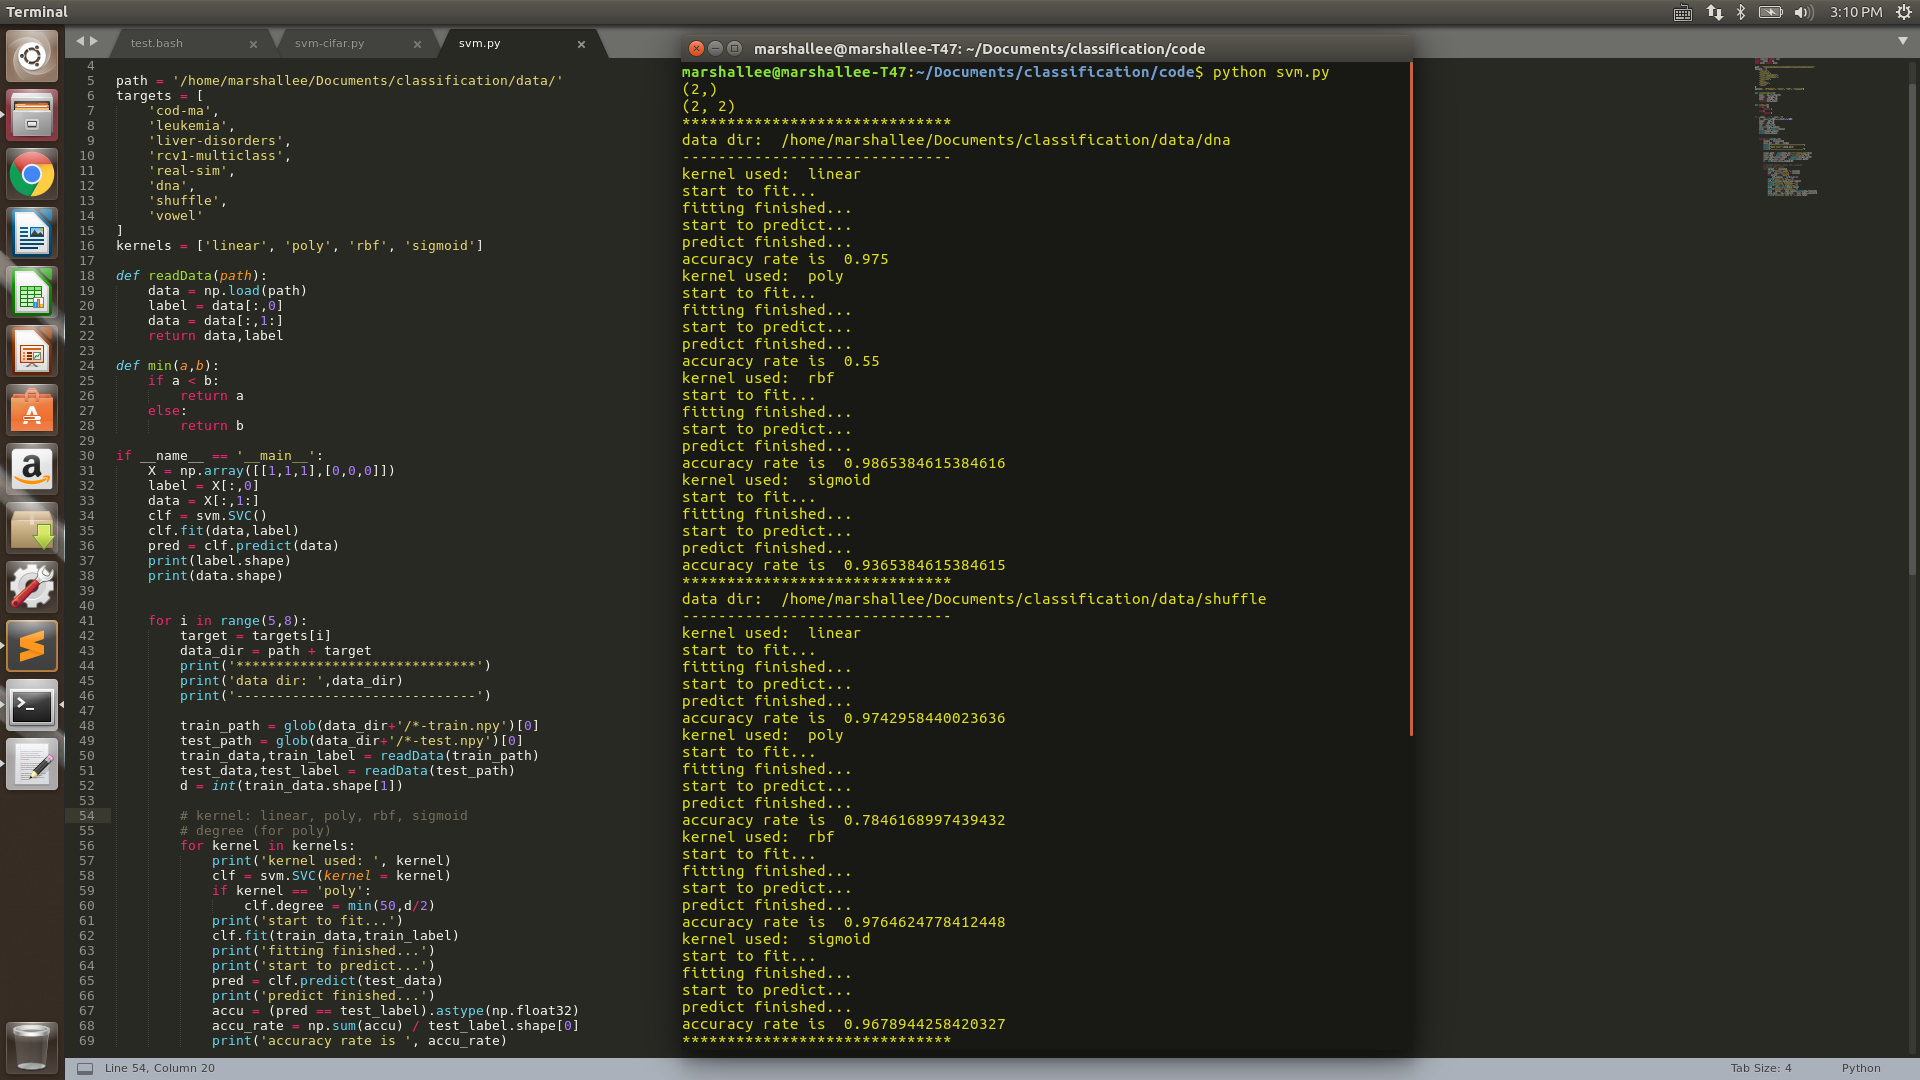 Terminal
3:10 PM
test.bash
svm-cifar.py
svm.py
4
5 path = '/home/marshallee/Documents/classification/data/'
6 targets = [
7     'cod-ma',
8     'leukemia',
9     'liver-disorders',
10     'rcv1-multiclass',
11     'real-sim',
12     'dna',
13     'shuffle',
14     'vowel'
15 ]
16 kernels = ['linear', 'poly', 'rbf', 'sigmoid']
17
18 def readData(path):
19     data = np.load(path)
20     label = data[:,0]
21     data = data[:,1:]
22     return data,label
23
24 def min(a,b):
25     if a < b:
26         return a
27     else:
28         return b
29
30 if __name__ == '__main__':
31     X = np.array([[1,1,1],[0,0,0]])
32     label = X[:,0]
33     data = X[:,1:]
34     clf = svm.SVC()
35     clf.fit(data,label)
36     pred = clf.predict(data)
37     print(label.shape)
38     print(data.shape)
39
40
41     for i in range(5,8):
42         target = targets[i]
43         data_dir = path + target
44         print('******************************')
45         print('data dir: ',data_dir)
46         print('------------------------------')
47
48         train_path = glob(data_dir+'/*-train.npy')[0]
49         test_path = glob(data_dir+'/*-test.npy')[0]
50         train_data,train_label = readData(train_path)
51         test_data,test_label = readData(test_path)
52         d = int(train_data.shape[1])
53
54         # kernel: linear, poly, rbf, sigmoid
55         # degree (for poly)
56         for kernel in kernels:
57             print('kernel used: ', kernel)
58             clf = svm.SVC(kernel = kernel)
59             if kernel == 'poly':
60                 clf.degree = min(50,d/2)
61             print('start to fit...')
62             clf.fit(train_data,train_label)
63             print('fitting finished...')
64             print('start to predict...')
65             pred = clf.predict(test_data)
66             print('predict finished...')
67             accu = (pred == test_label).astype(np.float32)
68             accu_rate = np.sum(accu) / test_label.shape[0]
69             print('accuracy rate is ', accu_rate)
marshallee@marshallee-T47: ~/Documents/classification/code
marshallee@marshallee-T47:~/Documents/classification/code$ python svm.py
(2,)
(2, 2)
******************************
data dir:  /home/marshallee/Documents/classification/data/dna
------------------------------
kernel used:  linear
start to fit...
fitting finished...
start to predict...
predict finished...
accuracy rate is  0.975
kernel used:  poly
start to fit...
fitting finished...
start to predict...
predict finished...
accuracy rate is  0.55
kernel used:  rbf
start to fit...
fitting finished...
start to predict...
predict finished...
accuracy rate is  0.9865384615384616
kernel used:  sigmoid
start to fit...
fitting finished...
start to predict...
predict finished...
accuracy rate is  0.9365384615384615
******************************
data dir:  /home/marshallee/Documents/classification/data/shuffle
------------------------------
kernel used:  linear
start to fit...
fitting finished...
start to predict...
predict finished...
accuracy rate is  0.9742958440023636
kernel used:  poly
start to fit...
fitting finished...
start to predict...
predict finished...
accuracy rate is  0.7846168997439432
kernel used:  rbf
start to fit...
fitting finished...
start to predict...
predict finished...
accuracy rate is  0.9764624778412448
kernel used:  sigmoid
start to fit...
fitting finished...
start to predict...
predict finished...
accuracy rate is  0.9678944258420327
******************************
Line 54, Column 20
Tab Size: 4
Python